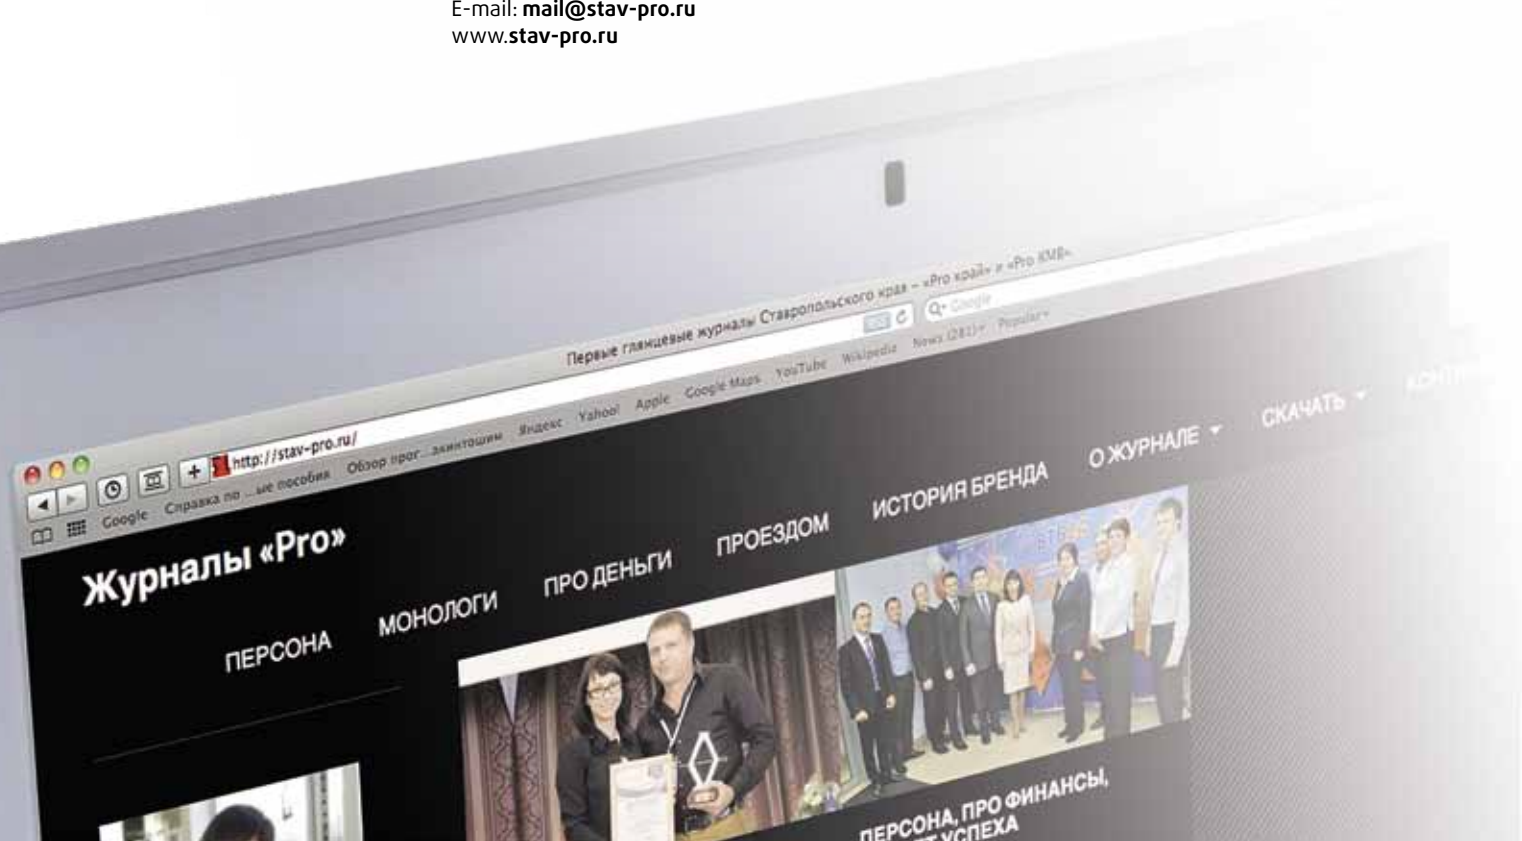 E-mail: mail@stav-pro.ru
www.stav-pro.ru
Первые глянцевые журналы Ставропольского края – «Pro край» и «Pro КМВ».
http://stav-pro.ru/
Google
Google Справка по ...ые пособия Обзор прог...акинтошим Яндекс Yahoo! Apple Google Maps YouTube Wikipedia News (281) Popular
Журналы «Pro»
ПЕРСОНА МОНОЛОГИ ПРО ДЕНЬГИ ПРОЕЗДОМ ИСТОРИЯ БРЕНДА О ЖУРНАЛЕ СКАЧАТЬ
ПЕРСОНА, ПРО ФИНАНСЫ,
УСПЕХА